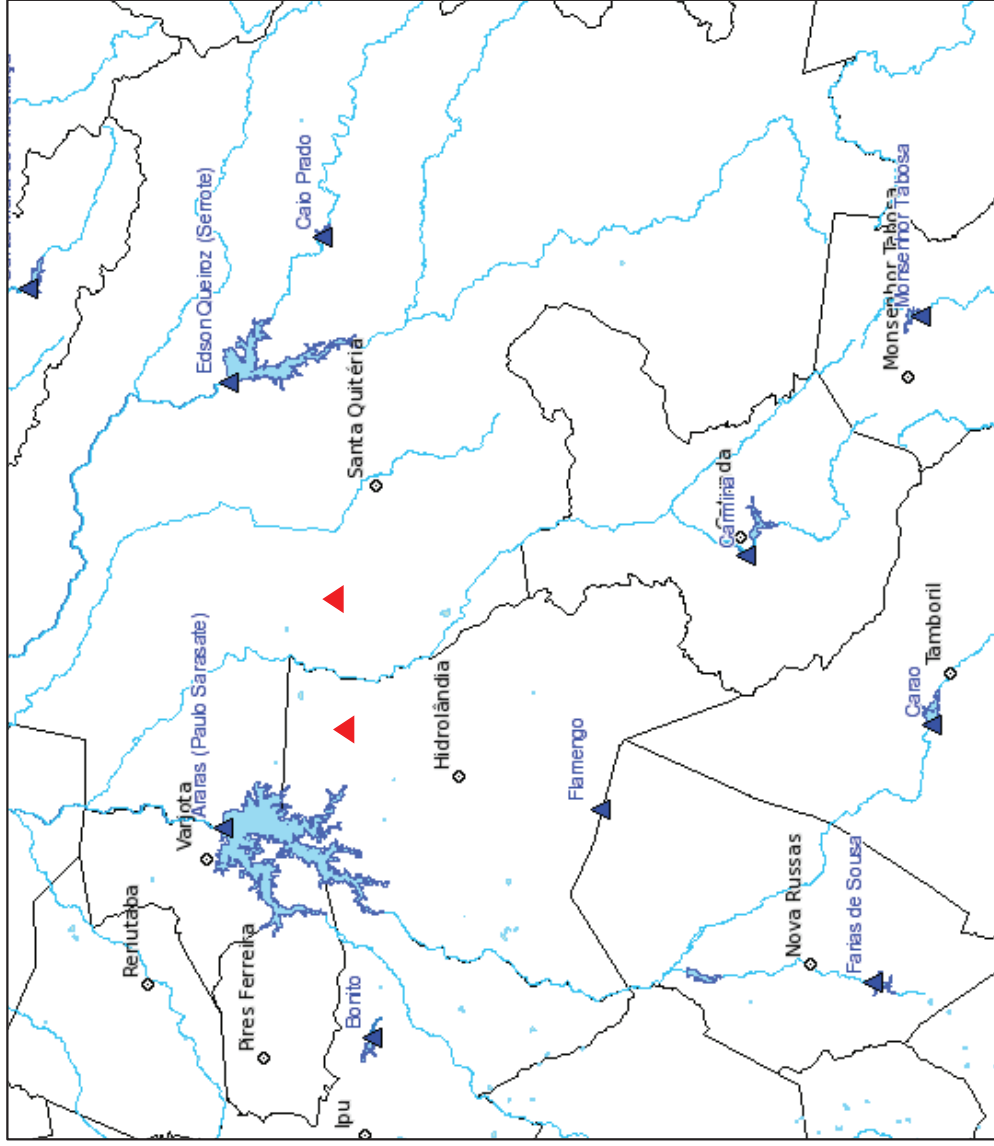 Edson Queiroz (Serrote)
Caio Prado
Santa Quitéria
Monsenhor Tabosa
Monsenhor Tabosa
Carmina
Araras (Paulo Sarasate)
Varjota
Hidrolândia
Tamboril
Carao
Flamengo
Reriutaba
Pires Ferreira
Bonito
Ipu
Nova Russas
Farias de Sousa